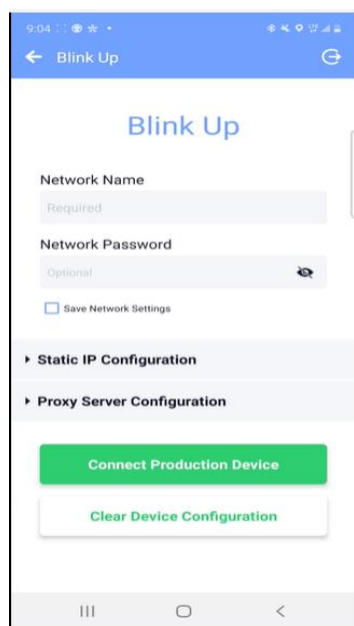 9:04
Blink Up
Blink Up
Network Name
Required
Network Password
Optional
Save Network Settings
Static IP Configuration
Proxy Server Configuration
Connect Production Device
Clear Device Configuration